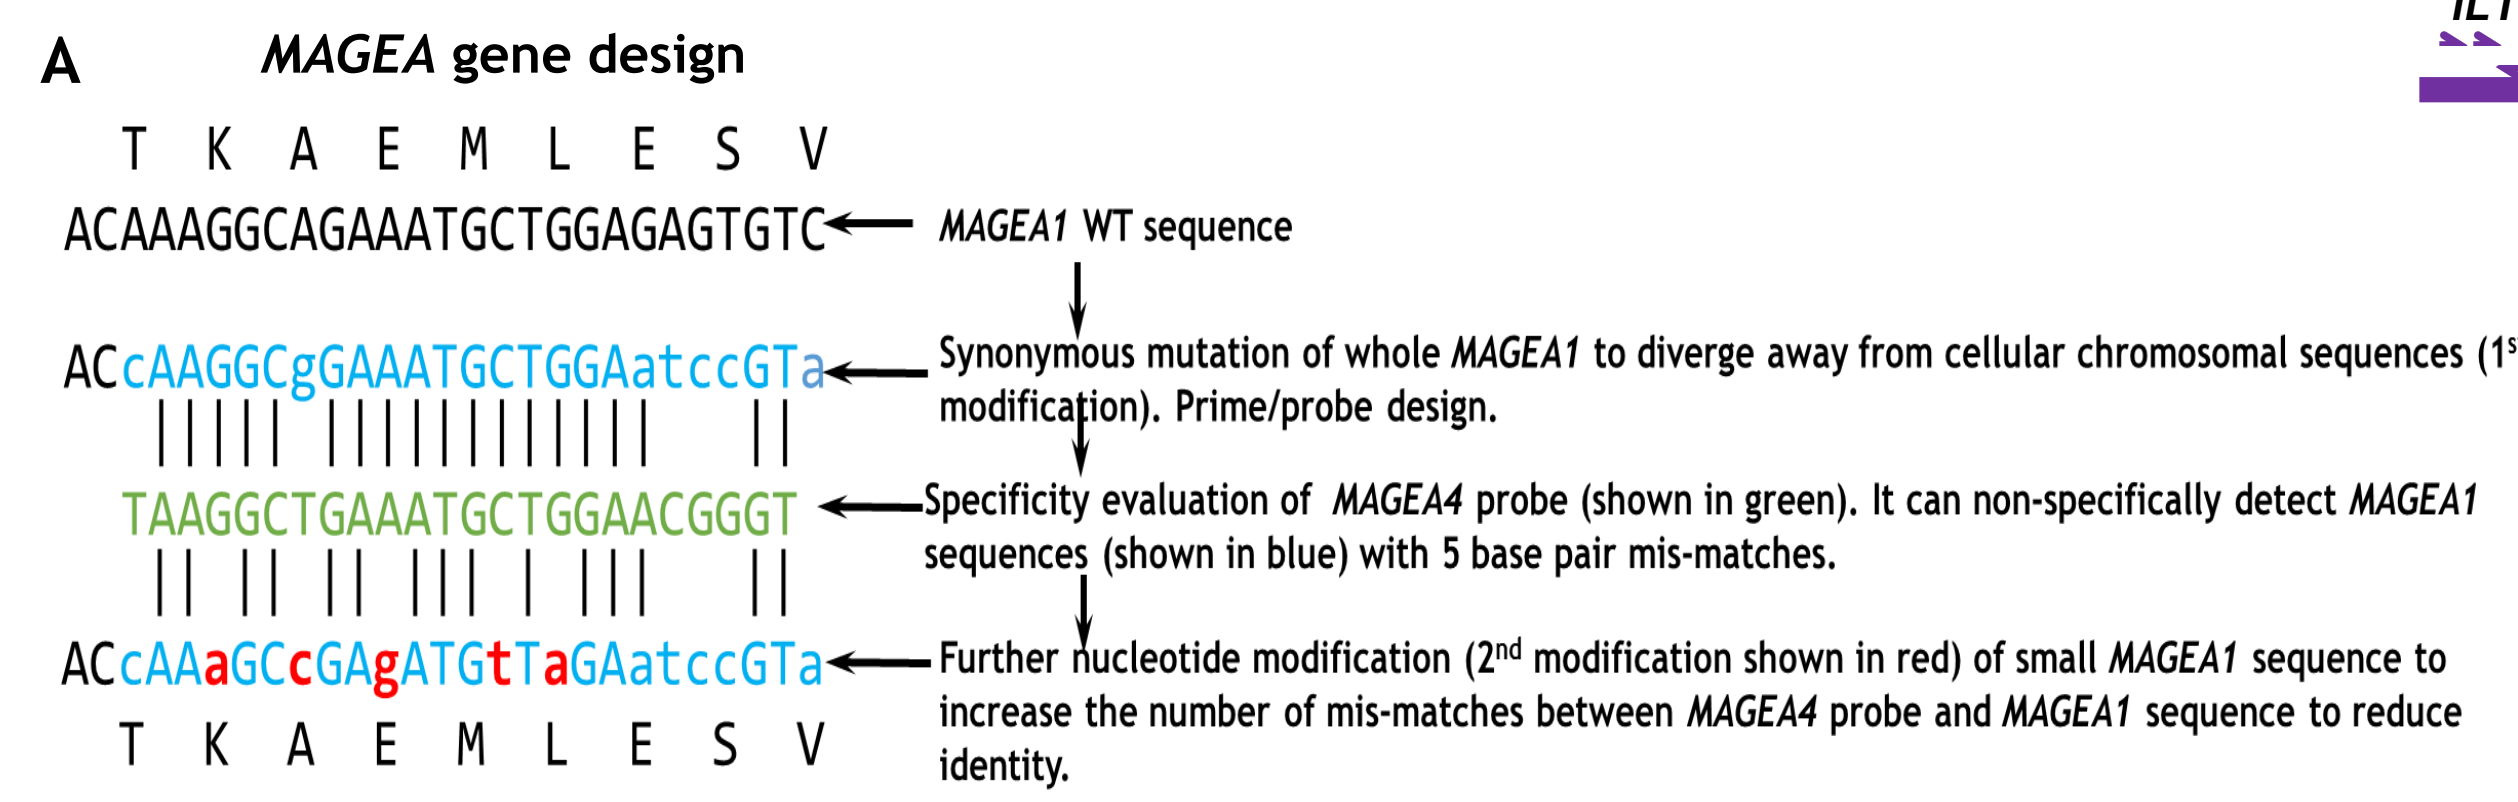 A MAGEA gene design
T K A E M L E S V
ACAAAGGCAGAAATGCTGGAGAGTGTC MAGEA1 WT sequence
ACcAAGGCgGAAATGCTGGAatccGTa Synonymous mutation of whole MAGEA1 to diverge away from cellular chromosomal sequences (1s
modification). Prime/probe design.
TAAGGCTGAAATGCTGGAACGGGT Specificity evaluation of MAGEA4 probe (shown in green). It can non-specifically detect MAGEA1
sequences (shown in blue) with 5 base pair mis-matches.
ACcAAaGCcGAgATGtTaGAatccGTa Further nucleotide modification (2nd modification shown in red) of small MAGEA1 sequence to
increase the number of mis-matches between MAGEA4 probe and MAGEA1 sequence to reduce
identity.
T K A E M L E S V